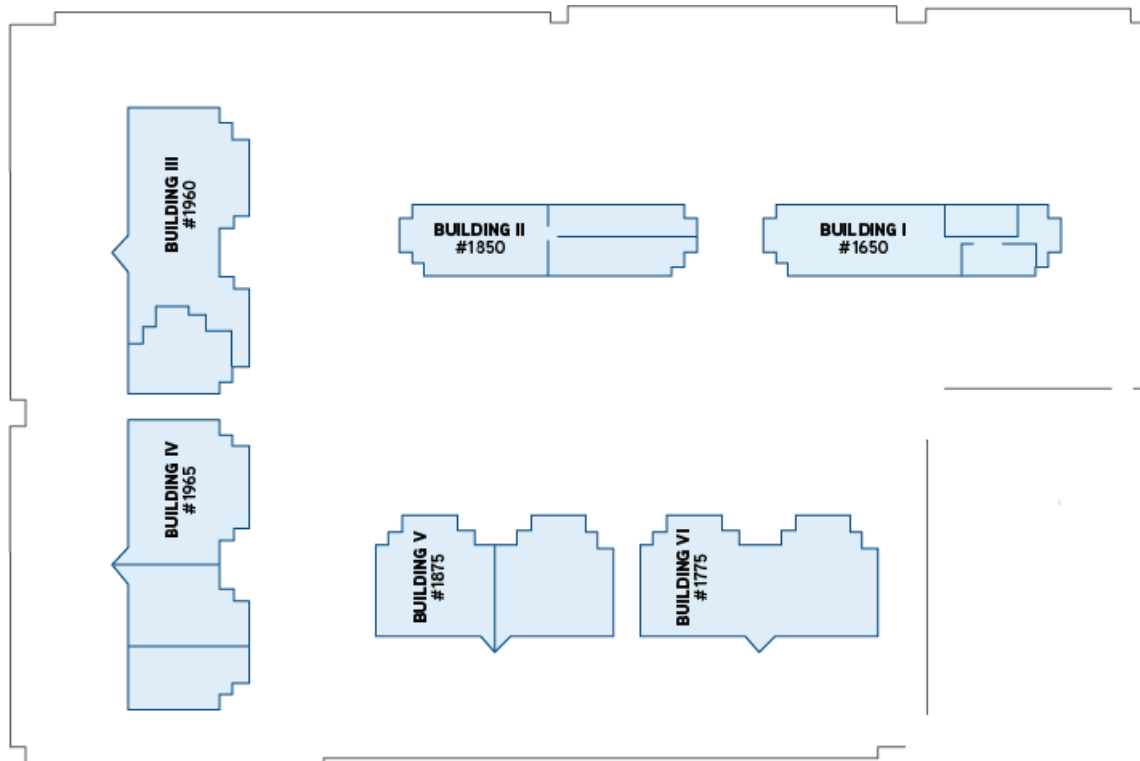 BUILDING III
#1960
BUILDING II
#1850
BUILDING I
#1650
BUILDING IV
#1965
BUILDING V
#1875
BUILDING VI
#1775